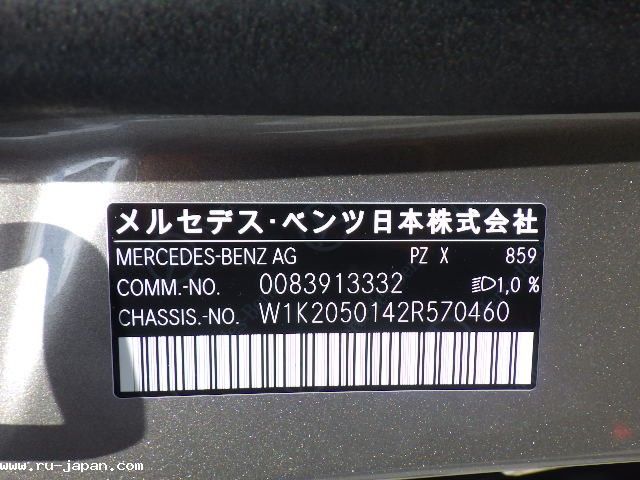 メルセデス・ベンツ日本株式会社
MERCEDES-BENZ AG PZ X 859
COMM.-NO. 0083913332 1,0 %
CHASSIS.-NO. W1K2050142R570460
www.ru-japan.com